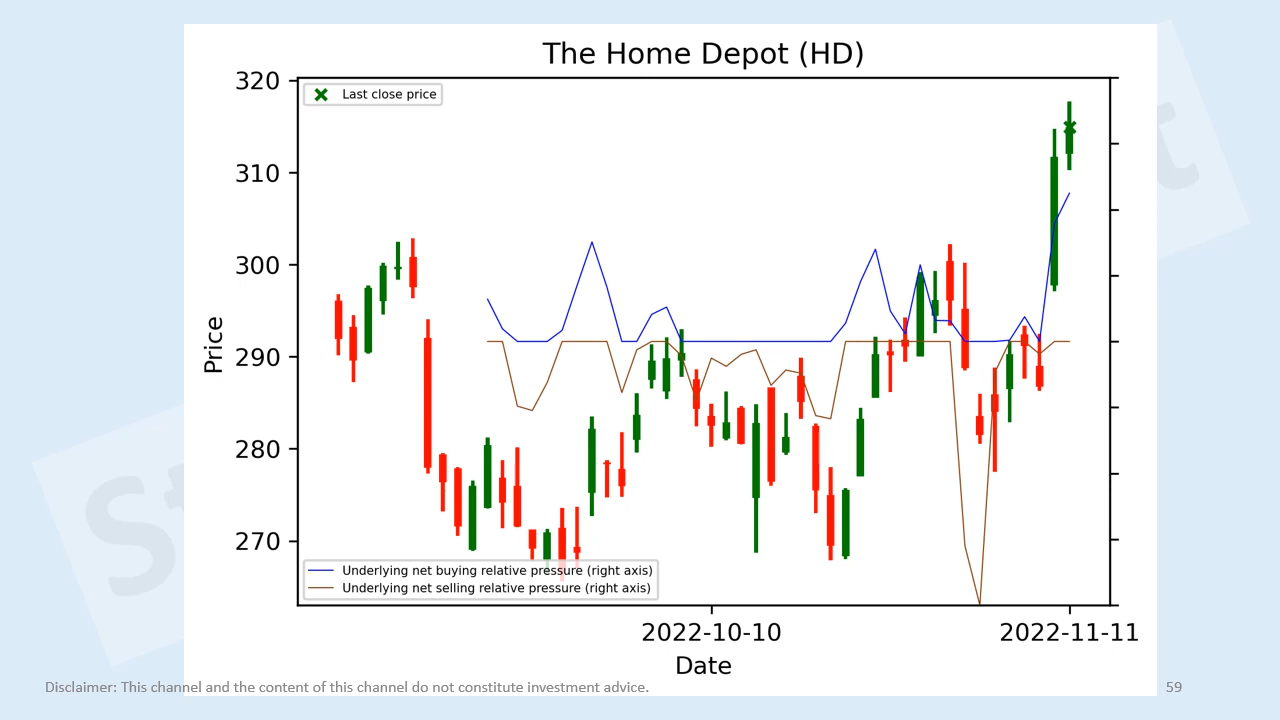 The Home Depot (HD)
320
310
300
290
280
270
Price
Last close price
Underlying net buying relative pressure (right axis)
Underlying net selling relative pressure (right axis)
2022-10-10
2022-11-11
Date
Disclaimer: This channel and the content of this channel do not constitute investment advice.
59